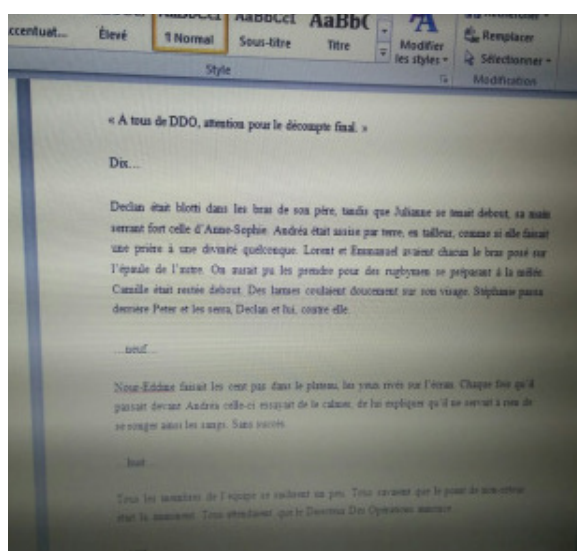 AaBbCcI AaBb(
Élevé ¶ Normal Sous-titre Titre
Modifier les styles
Remplacer
Sélectionner
Style
Modification
« A tous de DDO, attention pour le décompte final. »
Dix...
Declan était blotti dans les bras de son père, tandis que Julianne se tenait debout, sa main
serrant fort celle d'Anne-Sophie. Andréa était assise par terre, en tailleur, comme si elle faisait
une prière à une divinité quelconque. Lorent et Emmanuel avaient chacun le bras posé sur
l'épaule de l'autre. On aurait pu les prendre pour des rugbymen se préparant à la mêlée.
Camille était restée debout. Des larmes coulaient doucement sur son visage. Stéphanie passa
derrière Peter et les serra, Declan et lui, contre elle.
...neuf...
Nour-Eddine faisait les cent pas dans le plateau, les yeux rivés sur l'écran. Chaque fois qu'il
passait devant Andréa celle-ci essayait de le calmer, de lui expliquer qu'il ne servait à rien de
se ronger ainsi les sangs. Sans succès.
...huit...
Tous les membres de l'équipe se raidirent un peu. Tous savaient que le point de non-retour
était là maintenant. Tous attendaient que le Directeur Des Opérations